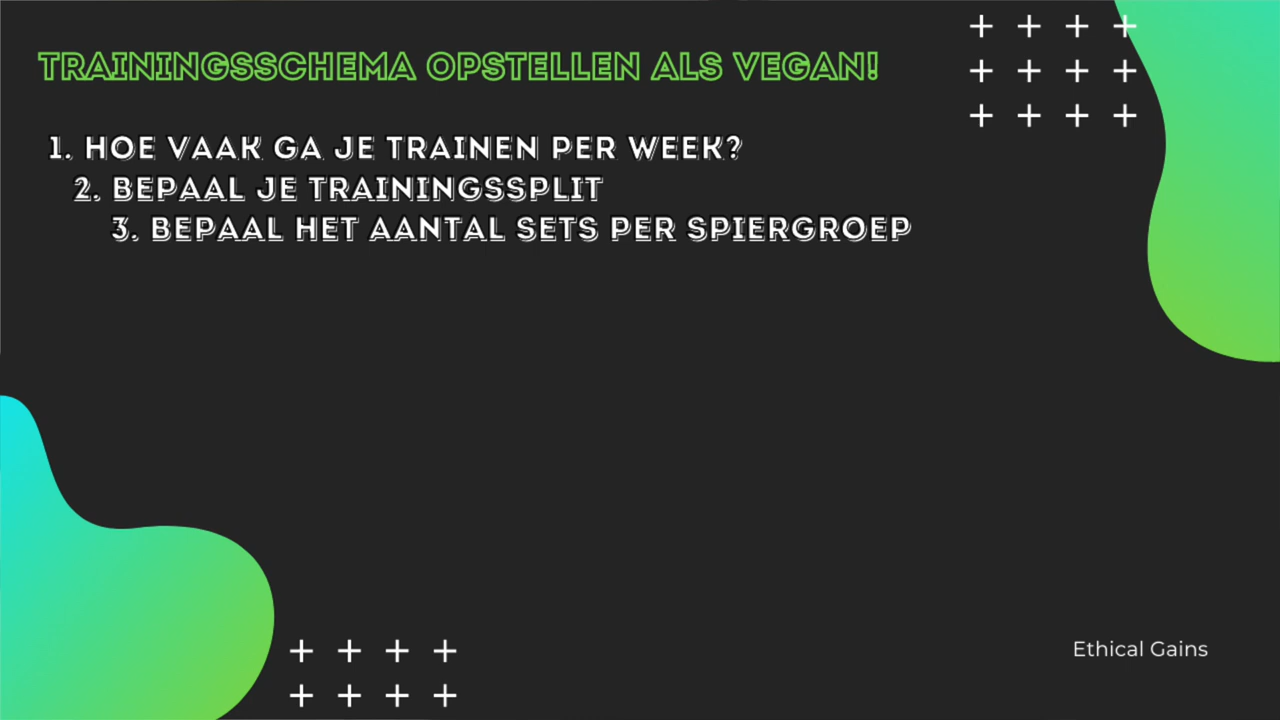 TRAININGSSCHEMA OPSTELLEN ALS VEGAN!
1. HOE VAAK GA JE TRAINEN PER WEEK?
2. BEPAAL JE TRAININGSSPLIT
3. BEPAAL HET AANTAL SETS PER SPIERGROEP
Ethical Gains